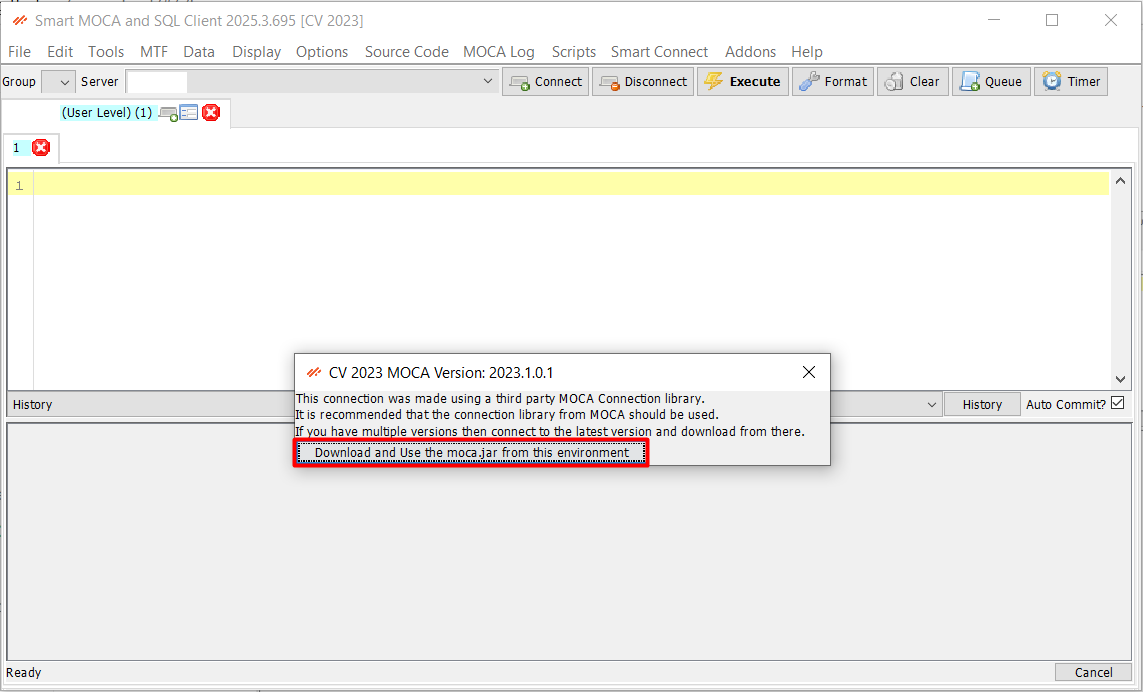 Smart MOCA and SQL Client 2025.3.695 [CV 2023]
File Edit Tools MTF Data Display Options Source Code MOCA Log Scripts Smart Connect Addons Help
Group Server Connect Disconnect Execute Format Clear Queue Timer
(User Level) (1)
1
1
CV 2023 MOCA Version: 2023.1.0.1
This connection was made using a third party MOCA Connection library.
It is recommended that the connection library from MOCA should be used.
If you have multiple versions then connect to the latest version and download from there.
Download and Use the moca.jar from this environment
History History Auto Commit?
Ready Cancel